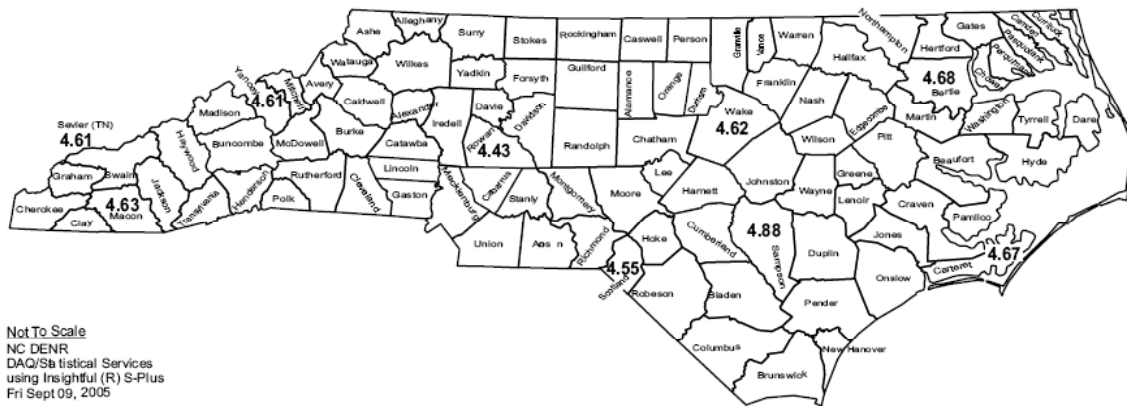 Ashe
Alleghany
Surry
Stokes
Rockingham
Caswell
Person
Granville
Vance
Warren
Northampton
Gates
Camden
Currituck
Pasquotank
Perquimans
Chowan
Hertford
Halifax
Watauga
Wilkes
Yadkin
Forsyth
Guilford
Alamance
Orange
Durham
Franklin
Nash
Edgecombe
4.68
Bertie
Martin
Washington
Tyrrell
Dare
Yancey
Mitchell
Avery
4.61
Madison
Caldwell
Alexander
Iredell
Davie
Davidson
Rowan
4.43
Randolph
Chatham
Wake
4.62
Wilson
Pitt
Beaufort
Hyde
Sevier (TN)
4.61
Haywood
Buncombe
McDowell
Burke
Catawba
Lincoln
Gaston
Graham
Swain
Jackson
Cherokee
Clay
4.63
Macon
Transylvania
Henderson
Polk
Rutherford
Cleveland
Mecklenburg
Cabarrus
Stanly
Montgomery
Moore
Lee
Harnett
Johnston
Wayne
Greene
Lenoir
Craven
Pamlico
Jones
Carteret
4.67
Union
Richmond
4.55
Scotland
Hoke
Cumberland
4.88
Sampson
Duplin
Onslow
Robeson
Bladen
Pender
Columbus
New Hanover
Brunswick
Not To Scale
NC DENR
DAQ/Statistical Services
using Insightful (R) S-Plus
Fri Sept 09, 2005